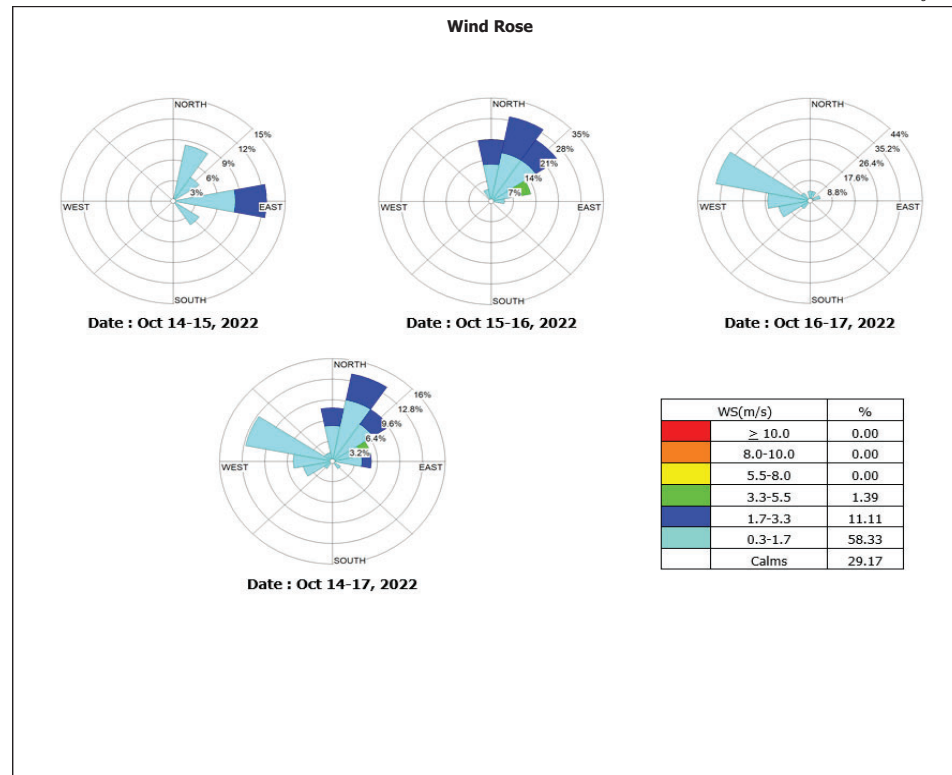 Wind Rose
NORTH
15%
12%
9%
6%
3%
WEST
EAST
SOUTH
Date : Oct 14-15, 2022
NORTH
35%
28%
21%
14%
7%
WEST
EAST
SOUTH
Date : Oct 15-16, 2022
NORTH
44%
35.2%
26.4%
17.6%
8.8%
WEST
EAST
SOUTH
Date : Oct 16-17, 2022
NORTH
16%
12.8%
9.6%
6.4%
3.2%
WEST
EAST
SOUTH
Date : Oct 14-17, 2022
WS(m/s) %
≥ 10.0 0.00
8.0-10.0 0.00
5.5-8.0 0.00
3.3-5.5 1.39
1.7-3.3 11.11
0.3-1.7 58.33
Calms 29.17